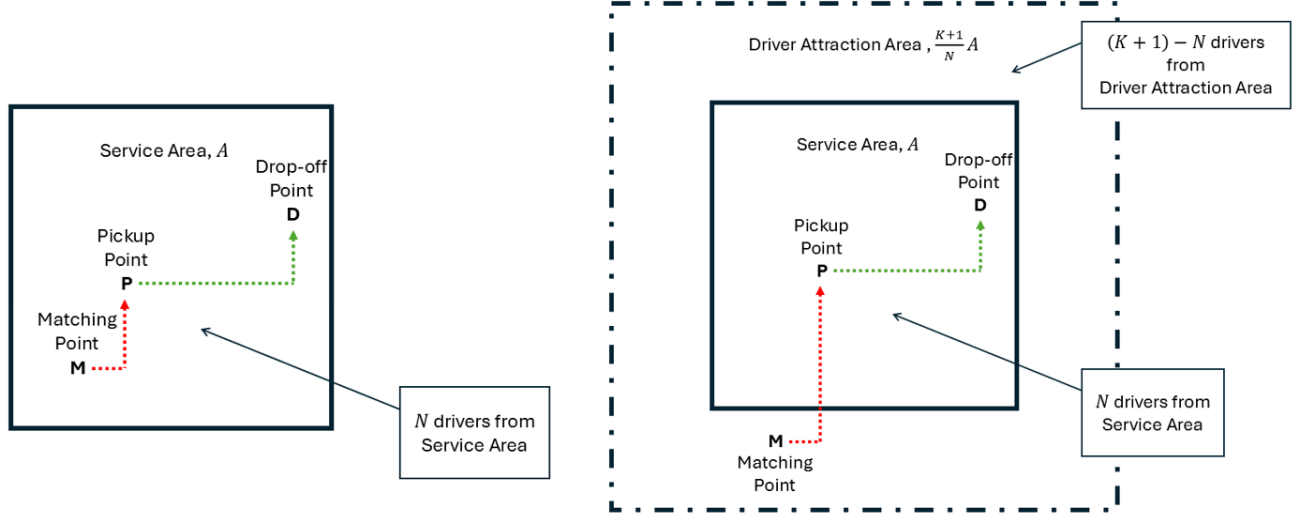 Service Area, A
Drop-off
Point
D
Pickup
Point
P
Matching
Point
M
N drivers from
Service Area
Driver Attraction Area , \frac{K+1}{N}A
(K + 1) − N drivers
from
Driver Attraction Area
Service Area, A
Drop-off
Point
D
Pickup
Point
P
N drivers from
Service Area
M
Matching
Point